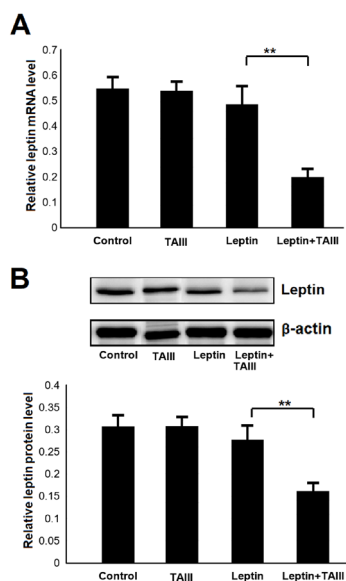 A
**
Relative leptin mRNA level
0.7
0.6
0.5
0.4
0.3
0.2
0.1
0
Control TAIII Leptin Leptin+TAIII
B
Leptin
β-actin
Control TAIII Leptin Leptin+
TAIII
**
Relative leptin protein level
0.4
0.35
0.3
0.25
0.2
0.15
0.1
0.05
0
Control TAIII Leptin Leptin+TAIII